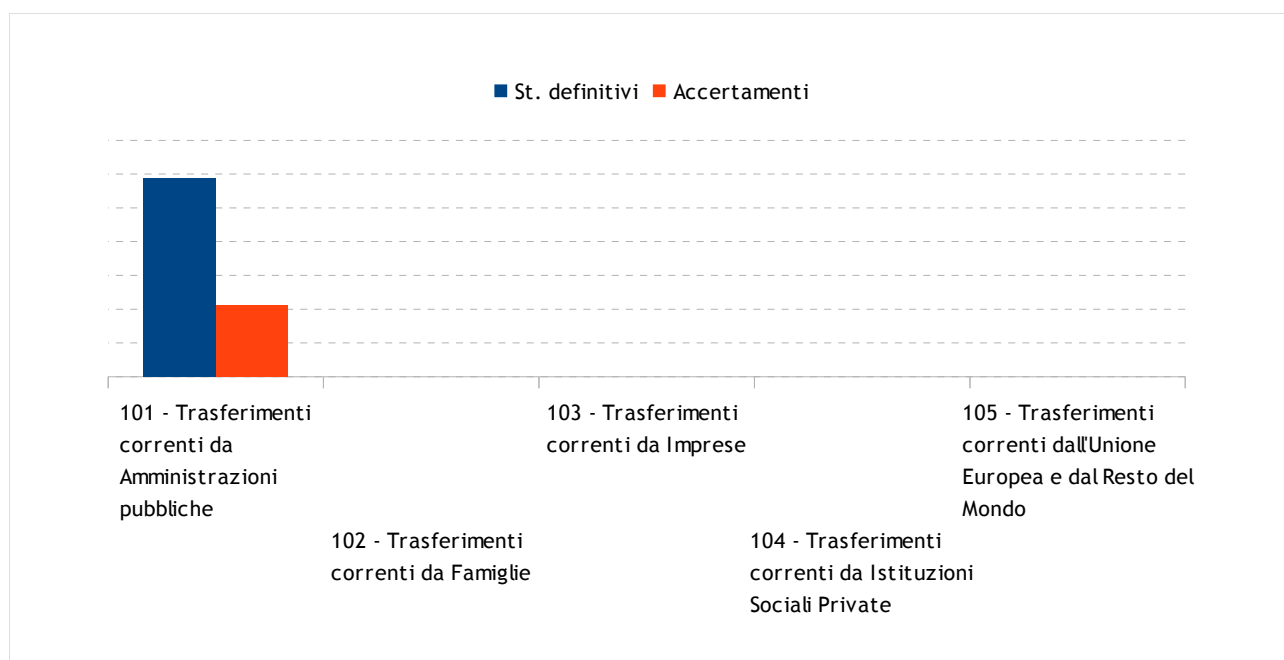 St. definitivi Accertamenti
101 - Trasferimenti
correnti da
Amministrazioni
pubbliche
102 - Trasferimenti
correnti da Famiglie
103 - Trasferimenti
correnti da Imprese
104 - Trasferimenti
correnti da Istituzioni
Sociali Private
105 - Trasferimenti
correnti dall'Unione
Europea e dal Resto del
Mondo